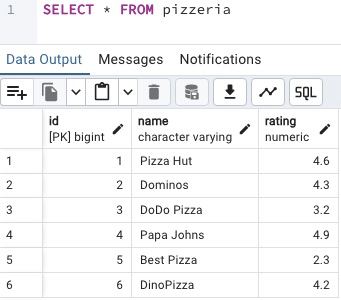 1 SELECT * FROM pizzeria
Data Output Messages Notifications
SQL
id name rating
[PK] bigint character varying numeric
1 1 Pizza Hut 4.6
2 2 Dominos 4.3
3 3 DoDo Pizza 3.2
4 4 Papa Johns 4.9
5 5 Best Pizza 2.3
6 6 DinoPizza 4.2